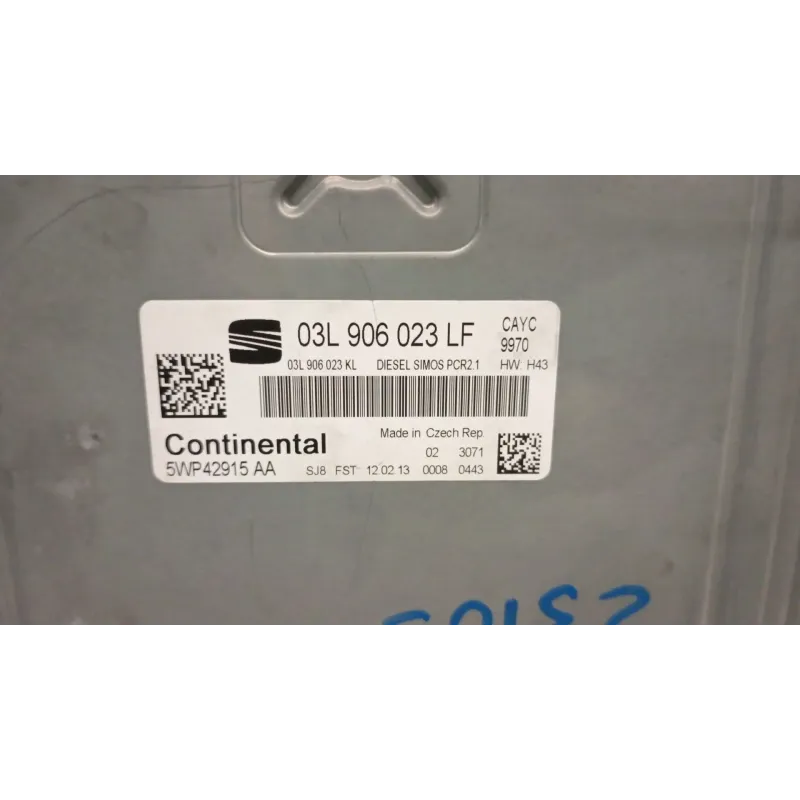 03L 906 023 LF CAYC
9970
03L 906 023 KL DIESEL SIMOS PCR2.1 HW: H43
Continental Made in Czech Rep
02 3071
5WP42915 AA SJ8 FST 12 02 13 0008 0443